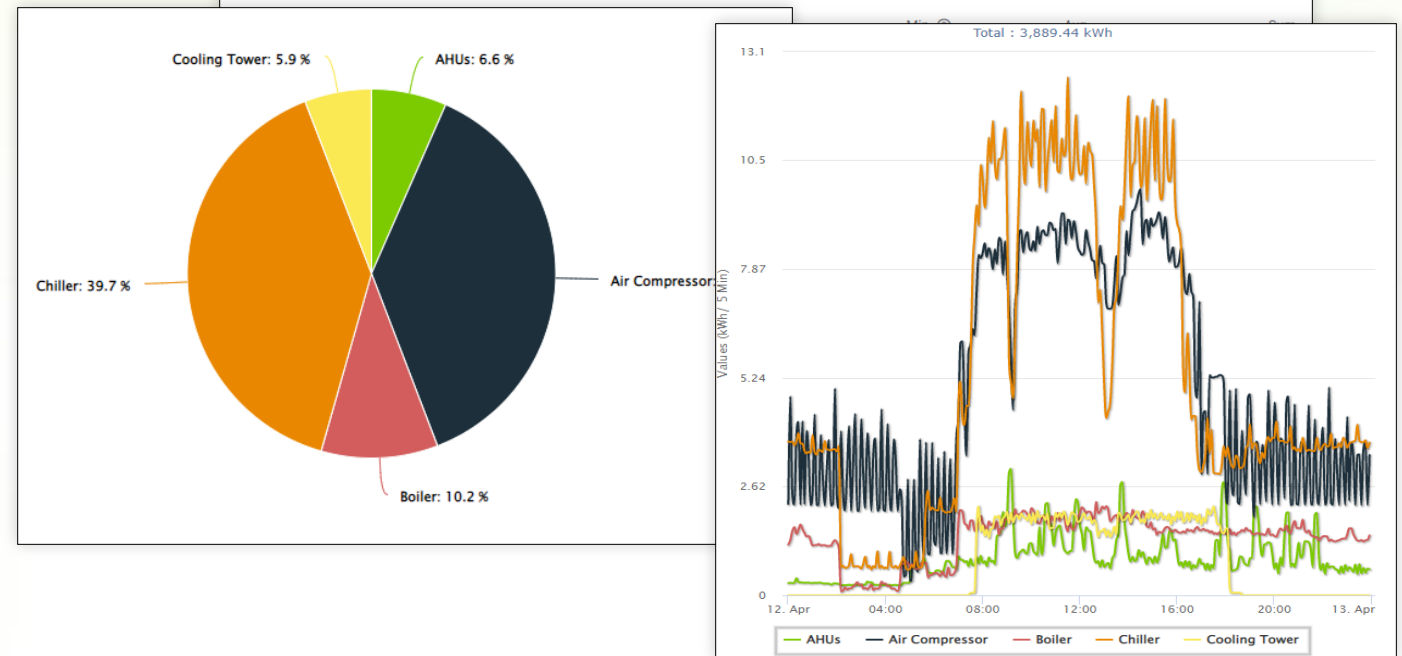 Cooling Tower: 5.9 %
AHUs: 6.6 %
Chiller: 39.7 %
Air Compressor:
Boiler: 10.2 %
Total : 3,889.44 kWh
Values (kWh/ 5 Min)
13.1
10.5
7.87
5.24
2.62
0
12. Apr
04:00
08:00
12:00
16:00
20:00
13. Apr
AHUs
Air Compressor
Boiler
Chiller
Cooling Tower